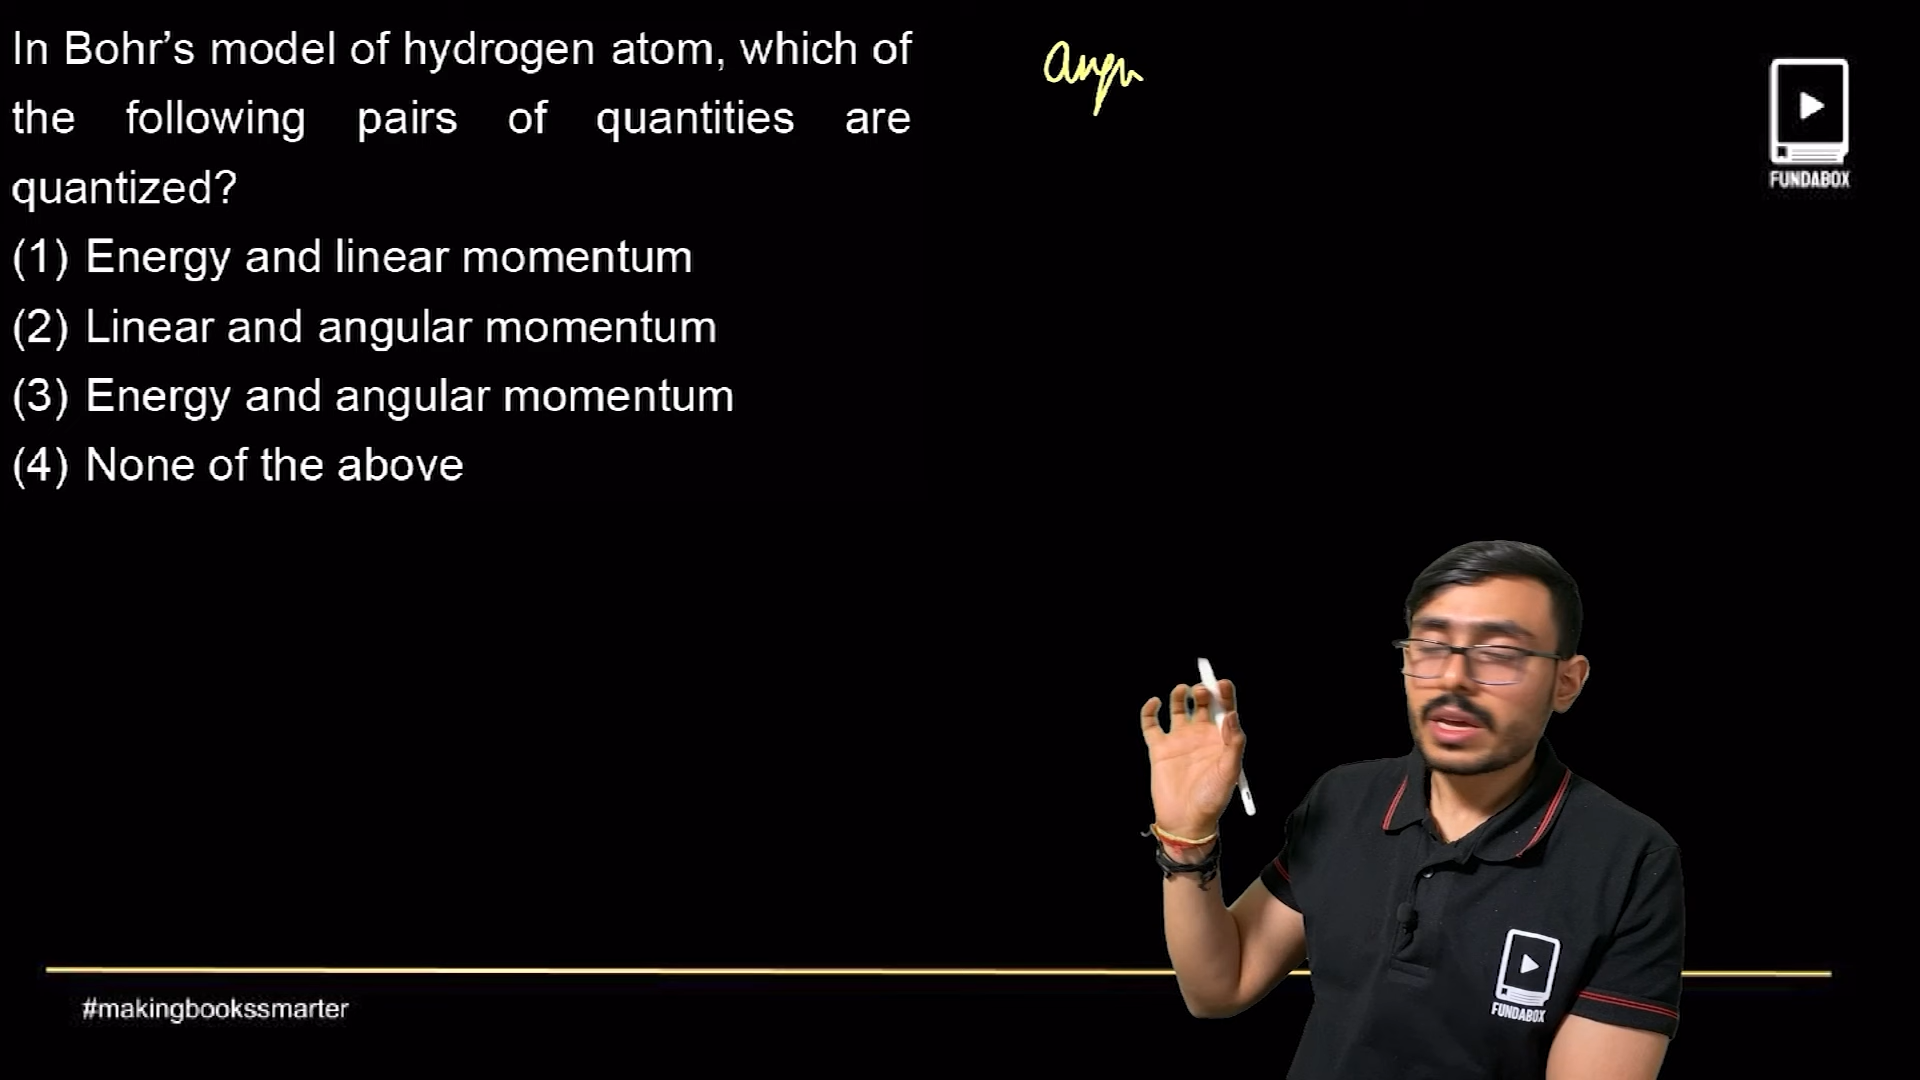 In Bohr’s model of hydrogen atom, which of
the following pairs of quantities are
quantized?
(1) Energy and linear momentum
(2) Linear and angular momentum
(3) Energy and angular momentum
(4) None of the above
FUNDABOX
FUNDABOX
#makingbookssmarter